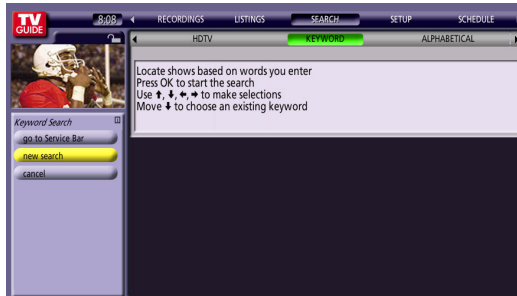 TV
GUIDE
8:08
RECORDINGS LISTINGS SEARCH SETUP SCHEDULE
HDTV KEYWORD ALPHABETICAL
Locate shows based on words you enter
Press OK to start the search
Use ↑, ↓, ←, → to make selections
Move ↓ to choose an existing keyword
Keyword Search
go to Service Bar
new search
cancel